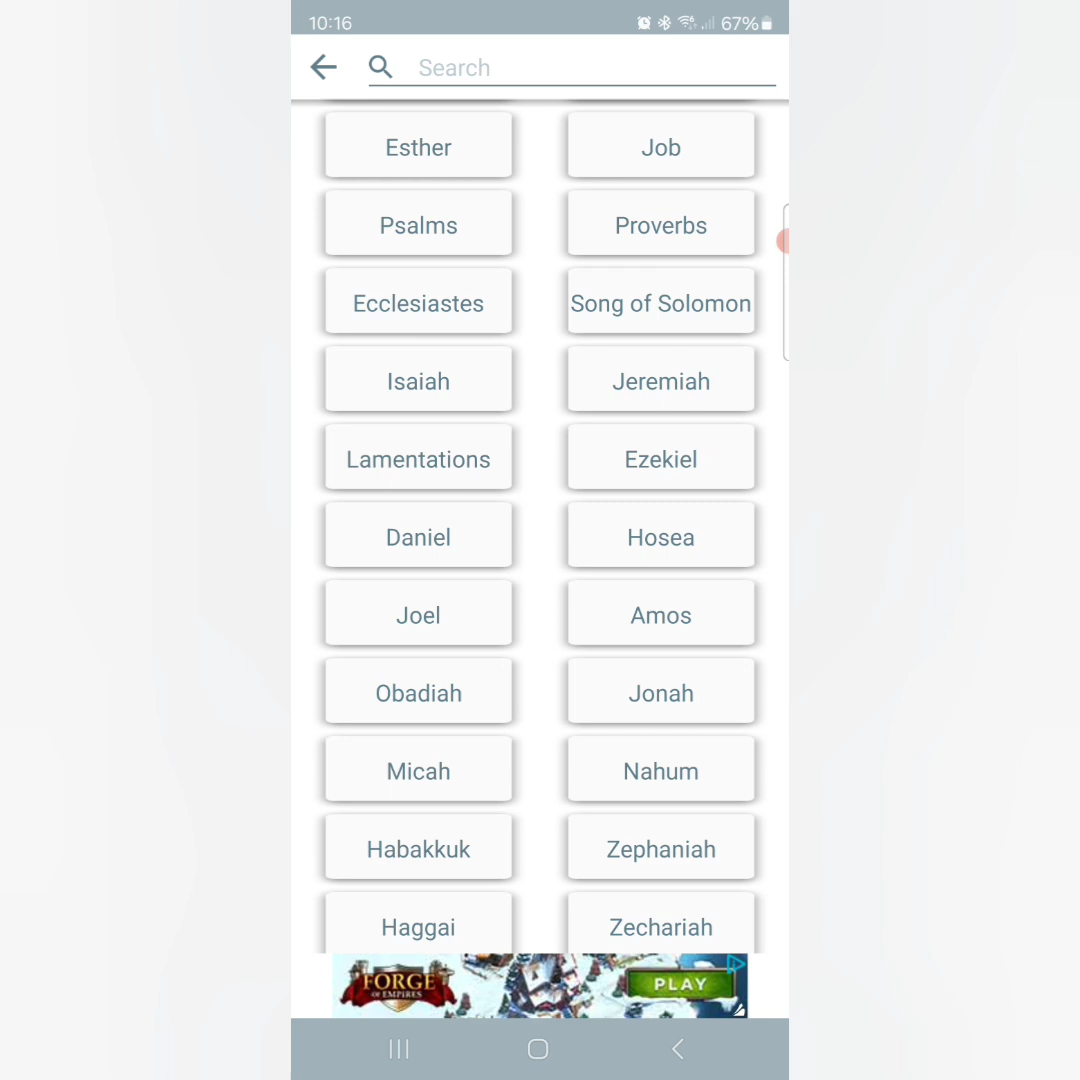 10:16
67%
Search
Esther
Job
Psalms
Proverbs
Ecclesiastes
Song of Solomon
Isaiah
Jeremiah
Lamentations
Ezekiel
Daniel
Hosea
Joel
Amos
Obadiah
Jonah
Micah
Nahum
Habakkuk
Zephaniah
Haggai
Zechariah
FORGE
OF EMPIRES
PLAY